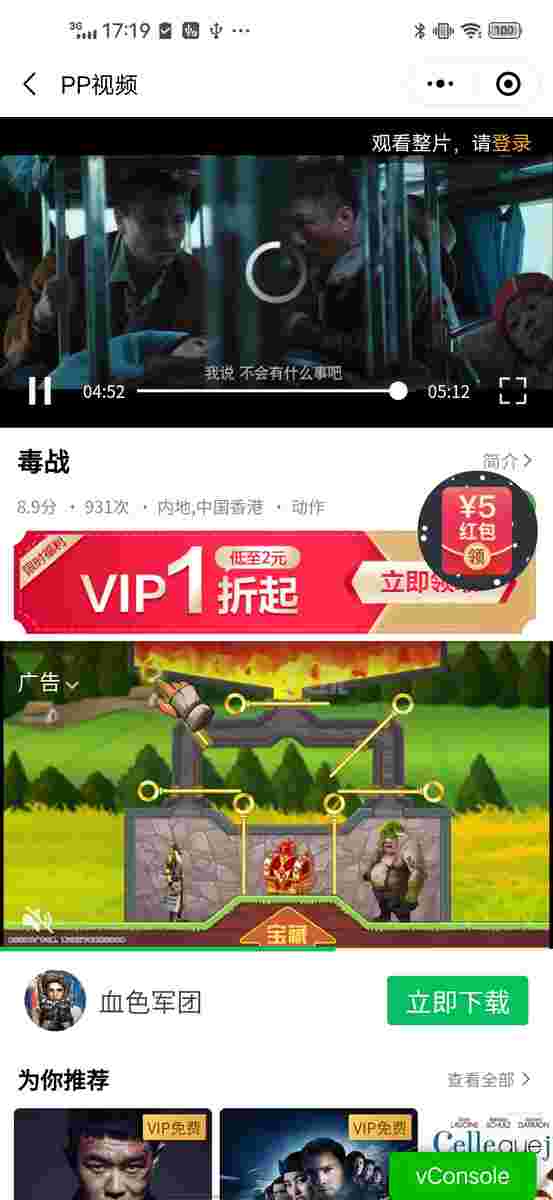 3G 17:19 100
PP视频
观看整片，请登录
我说 不会有什么事吧
04:52 05:12
毒战
简介
8.9分 · 931次 · 内地,中国香港 · 动作
¥5
红包
领
限时福利
低至2元
VIP1折起
立即领
广告
宝藏
血色军团
立即下载
为你推荐
查看全部
VIP免费
VIP免费
vConsole